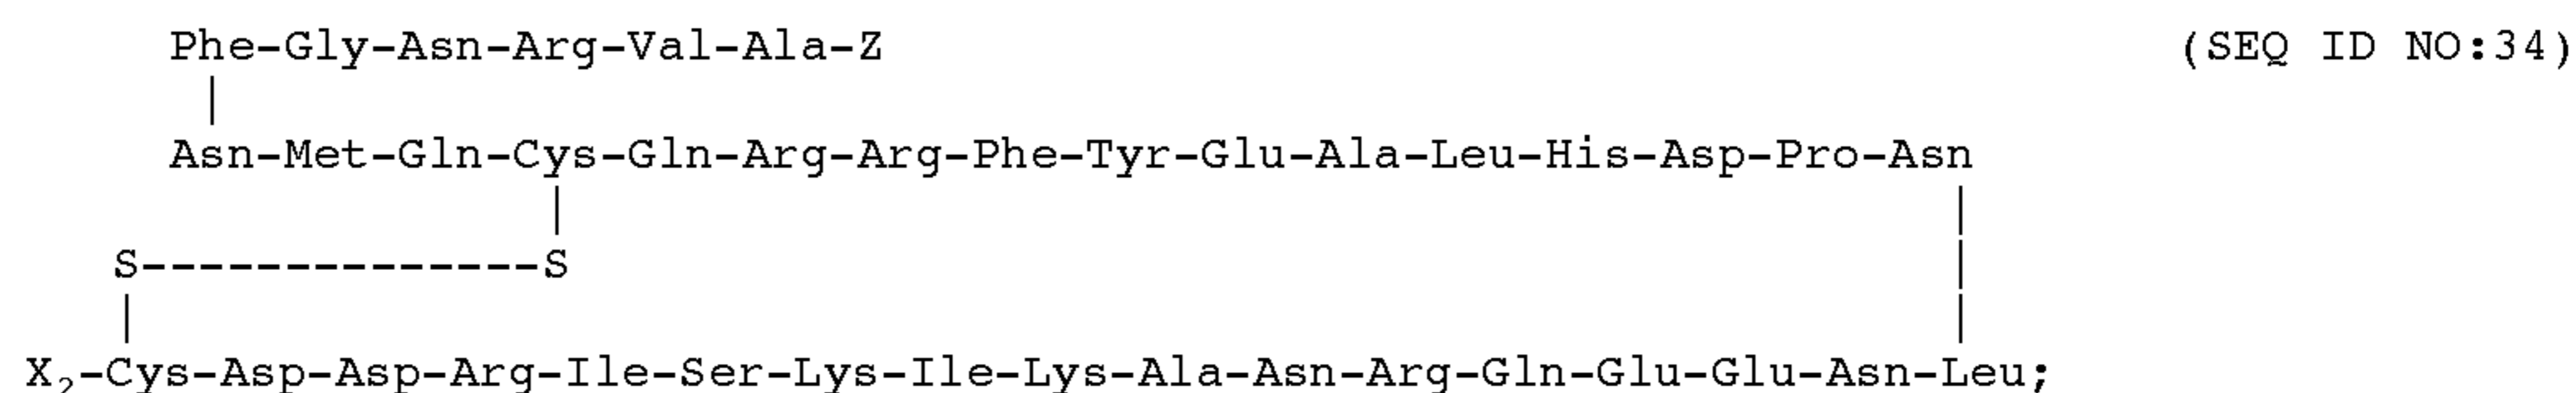 Phe-Gly-Asn-Arg-Val-Ala-Z (SEQ ID NO:34)
|
Asn-Met-Gln-Cys-Gln-Arg-Arg-Phe-Tyr-Glu-Ala-Leu-His-Asp-Pro-Asn
| |
S--------------S |
| |
X₂-Cys-Asp-Asp-Arg-Ile-Ser-Lys-Ile-Lys-Ala-Asn-Arg-Gln-Glu-Glu-Asn-Leu;